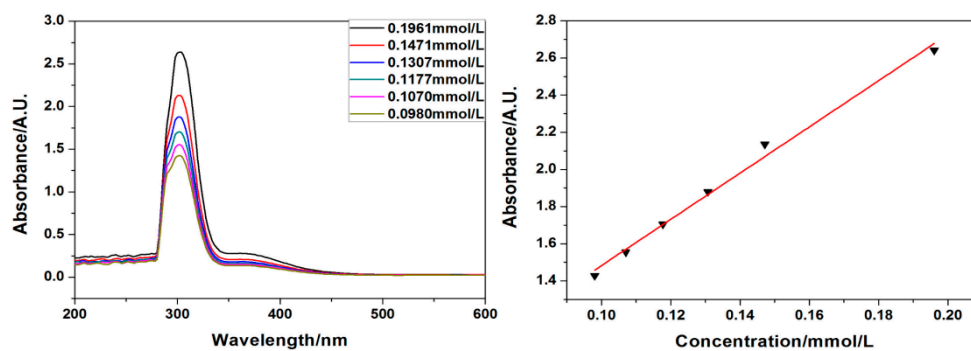 3.0
2.5
2.0
1.5
1.0
0.5
0.0
Absorbance/A.U.
0.1961mmol/L
0.1471mmol/L
0.1307mmol/L
0.1177mmol/L
0.1070mmol/L
0.0980mmol/L
200
300
400
500
600
Wavelength/nm
2.8
2.6
2.4
2.2
2.0
1.8
1.6
1.4
Absorbance/A.U.
0.10
0.12
0.14
0.16
0.18
0.20
Concentration/mmol/L